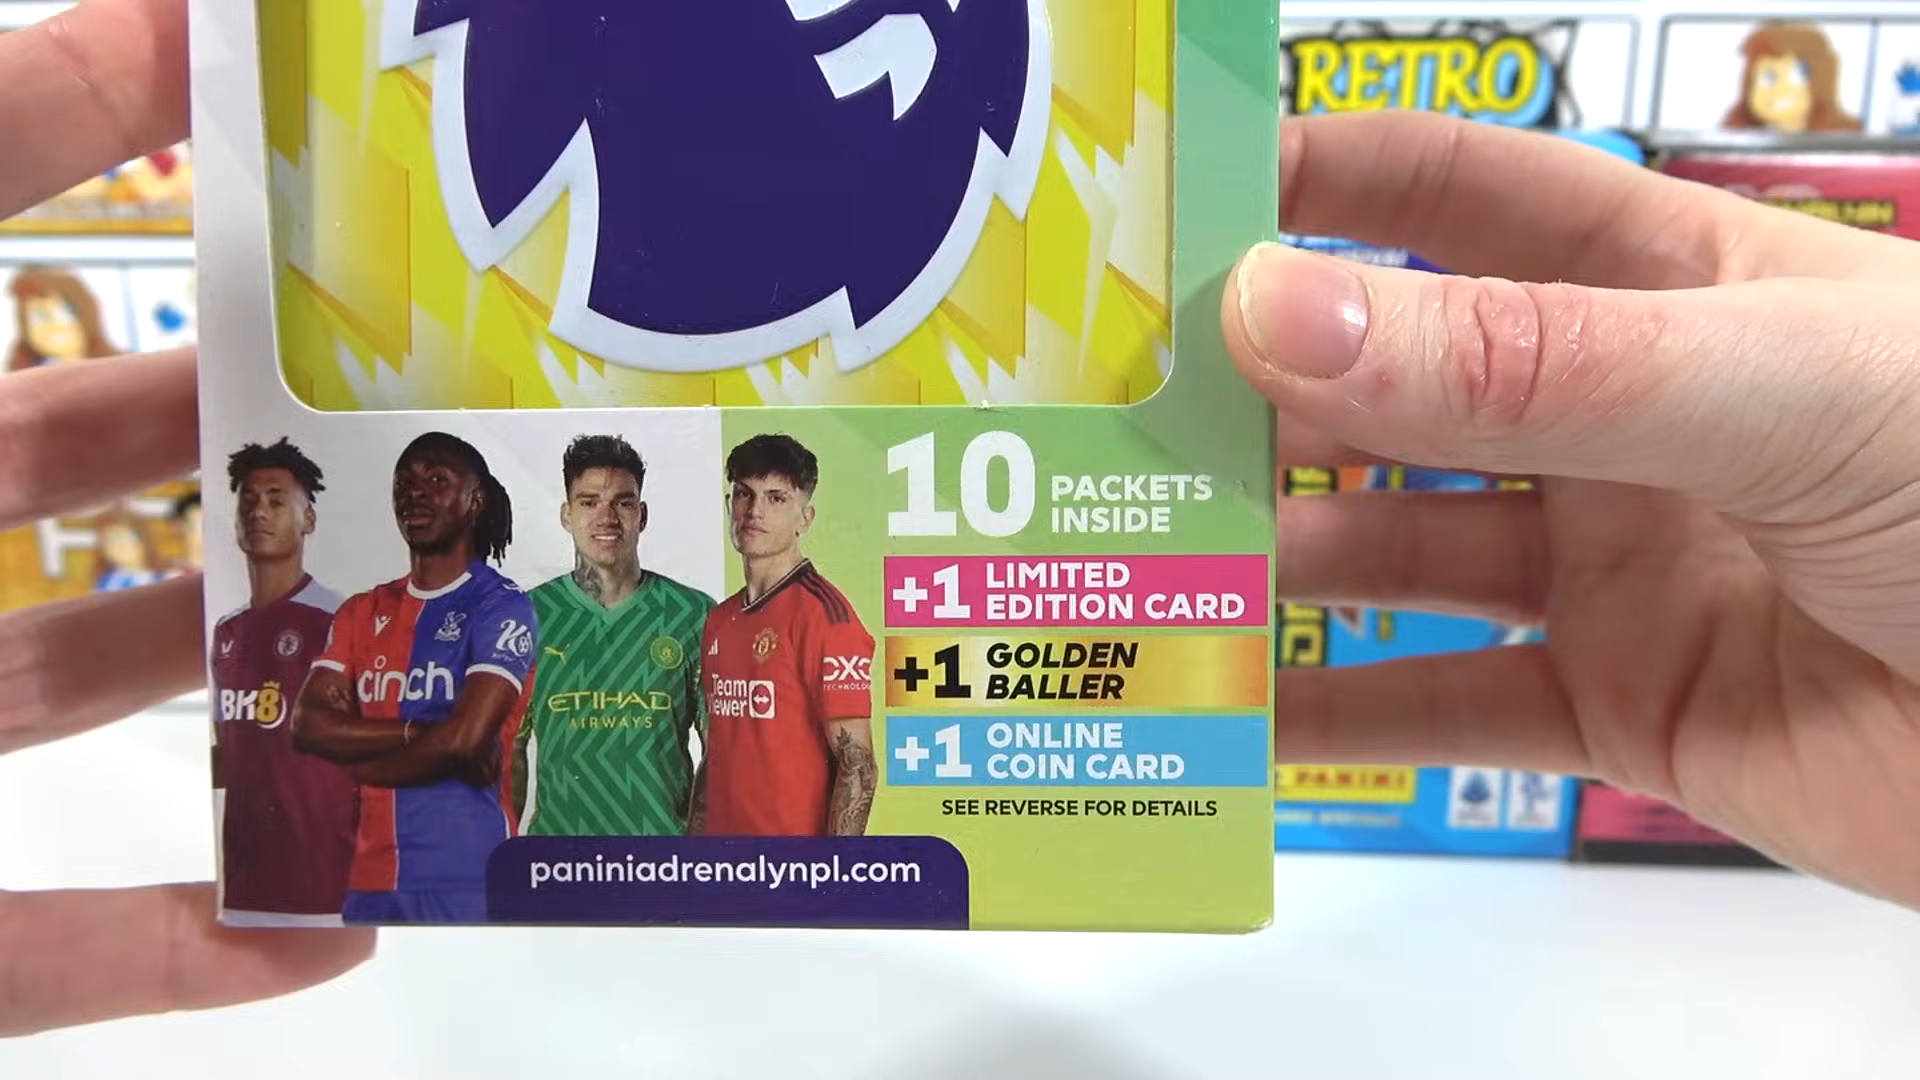 RETRO
10
PACKETS
INSIDE
+1 LIMITED
EDITION CARD
+1 GOLDEN
BALLER
+1 ONLINE
COIN CARD
SEE REVERSE FOR DETAILS
BK8
cinch
ETIHAD
AIRWAYS
Team
paniniadrenalynpl.com
PANINI